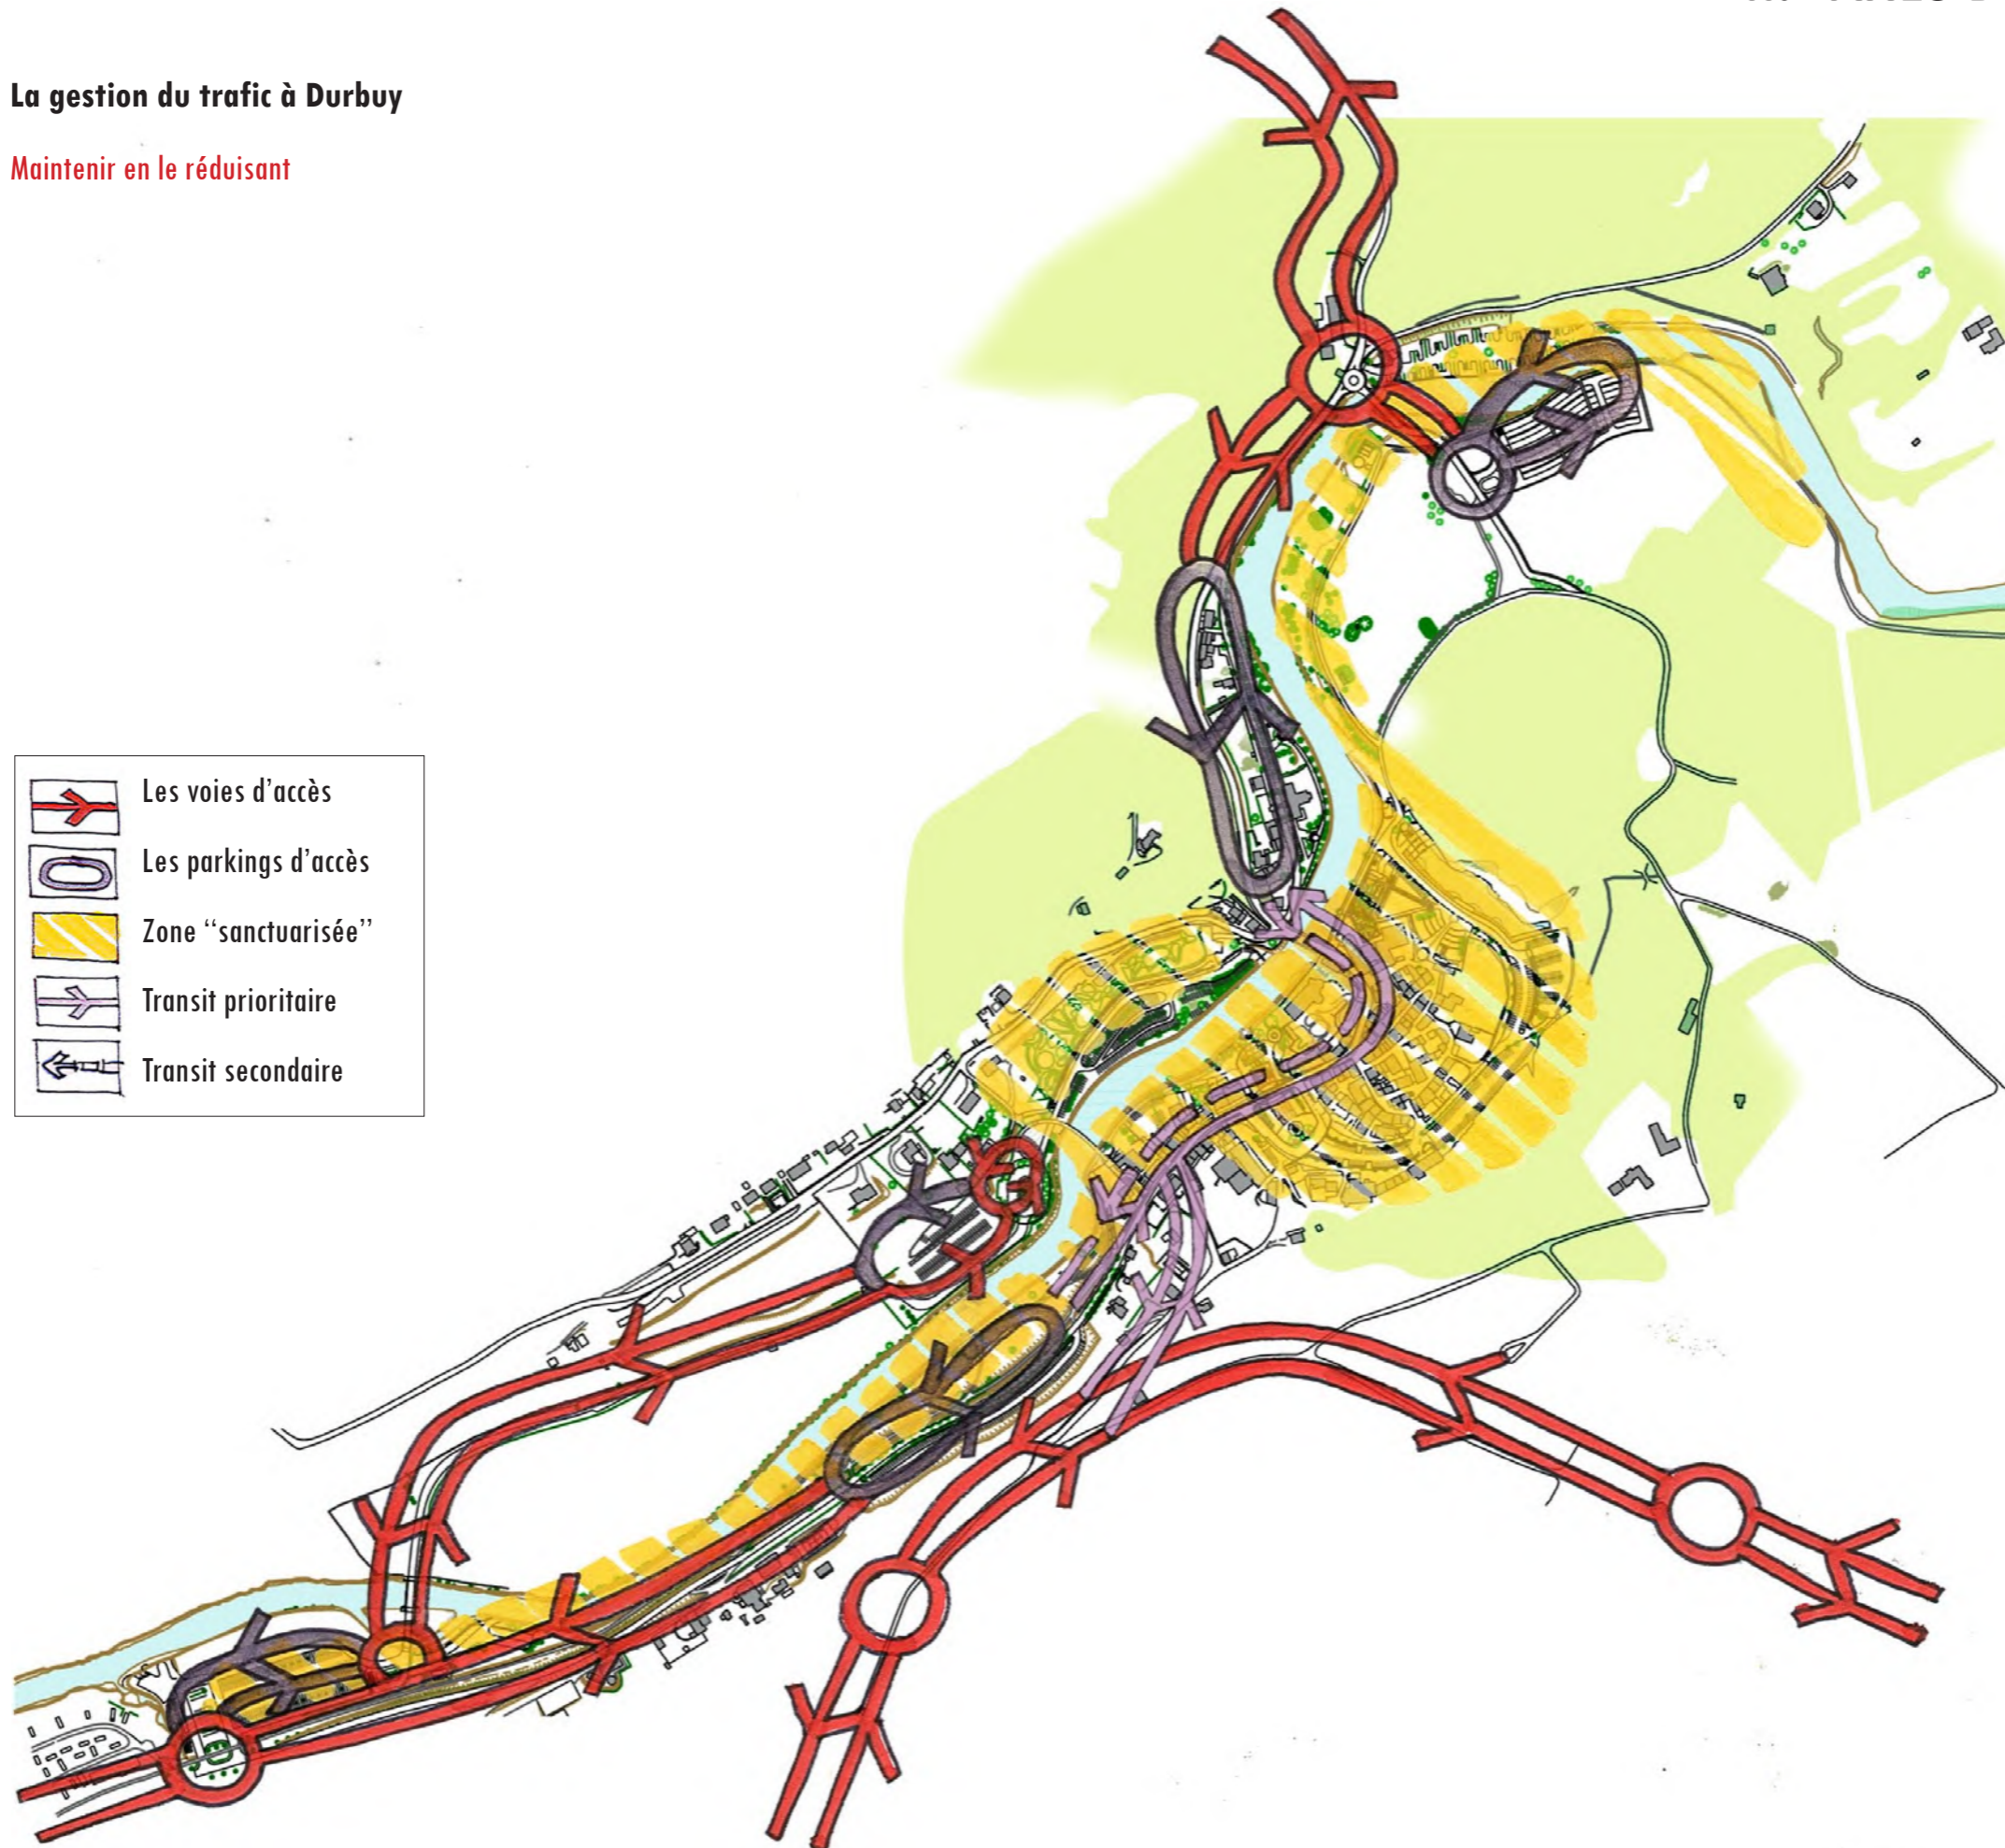 La gestion du trafic à Durbuy
Maintenir en le réduisant
Les voies d’accès
Les parkings d’accès
Zone “sanctuarisée”
Transit prioritaire
Transit secondaire